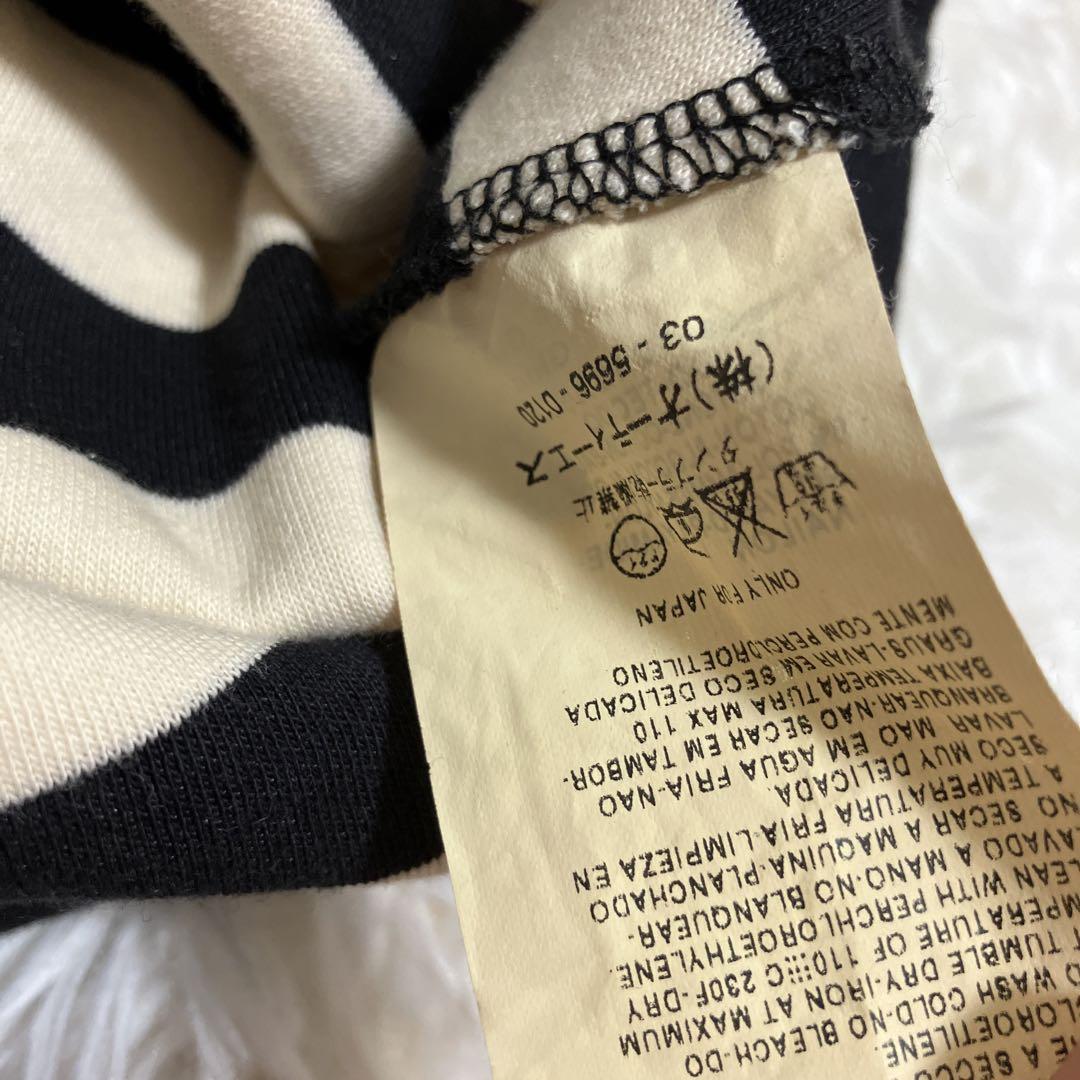 E A SECCO
CLOROETILENE.
D WASH COLD-NO BLEACH-DO
T TUMBLE DRY-IRON AT MAXIMUM
EMPERATURE OF 110 C 230F-DRY
LEAN WITH PERCHLOROETHYLENE.
LAVADO A MANO-NO BLANQUEAR-
NO SECAR A MAQUINA-PLANCHADO
A TEMPERATURA FRIA-LIMPIEZA EN
SECO MUY DELICADA.
LAVAR MAO EM AGUA FRIA-NAO
BRANQUEAR-NAO SECAR EM TAMBOR-
BAIXA TEMPERATURA MAX 110
GRAUS-LAVAR EM SECO DELICADA
MENTE COM PERCLOROETILENO
ONLY FOR JAPAN
タンブラー乾燥禁止
(株)オーティーエス
03-5696-0720